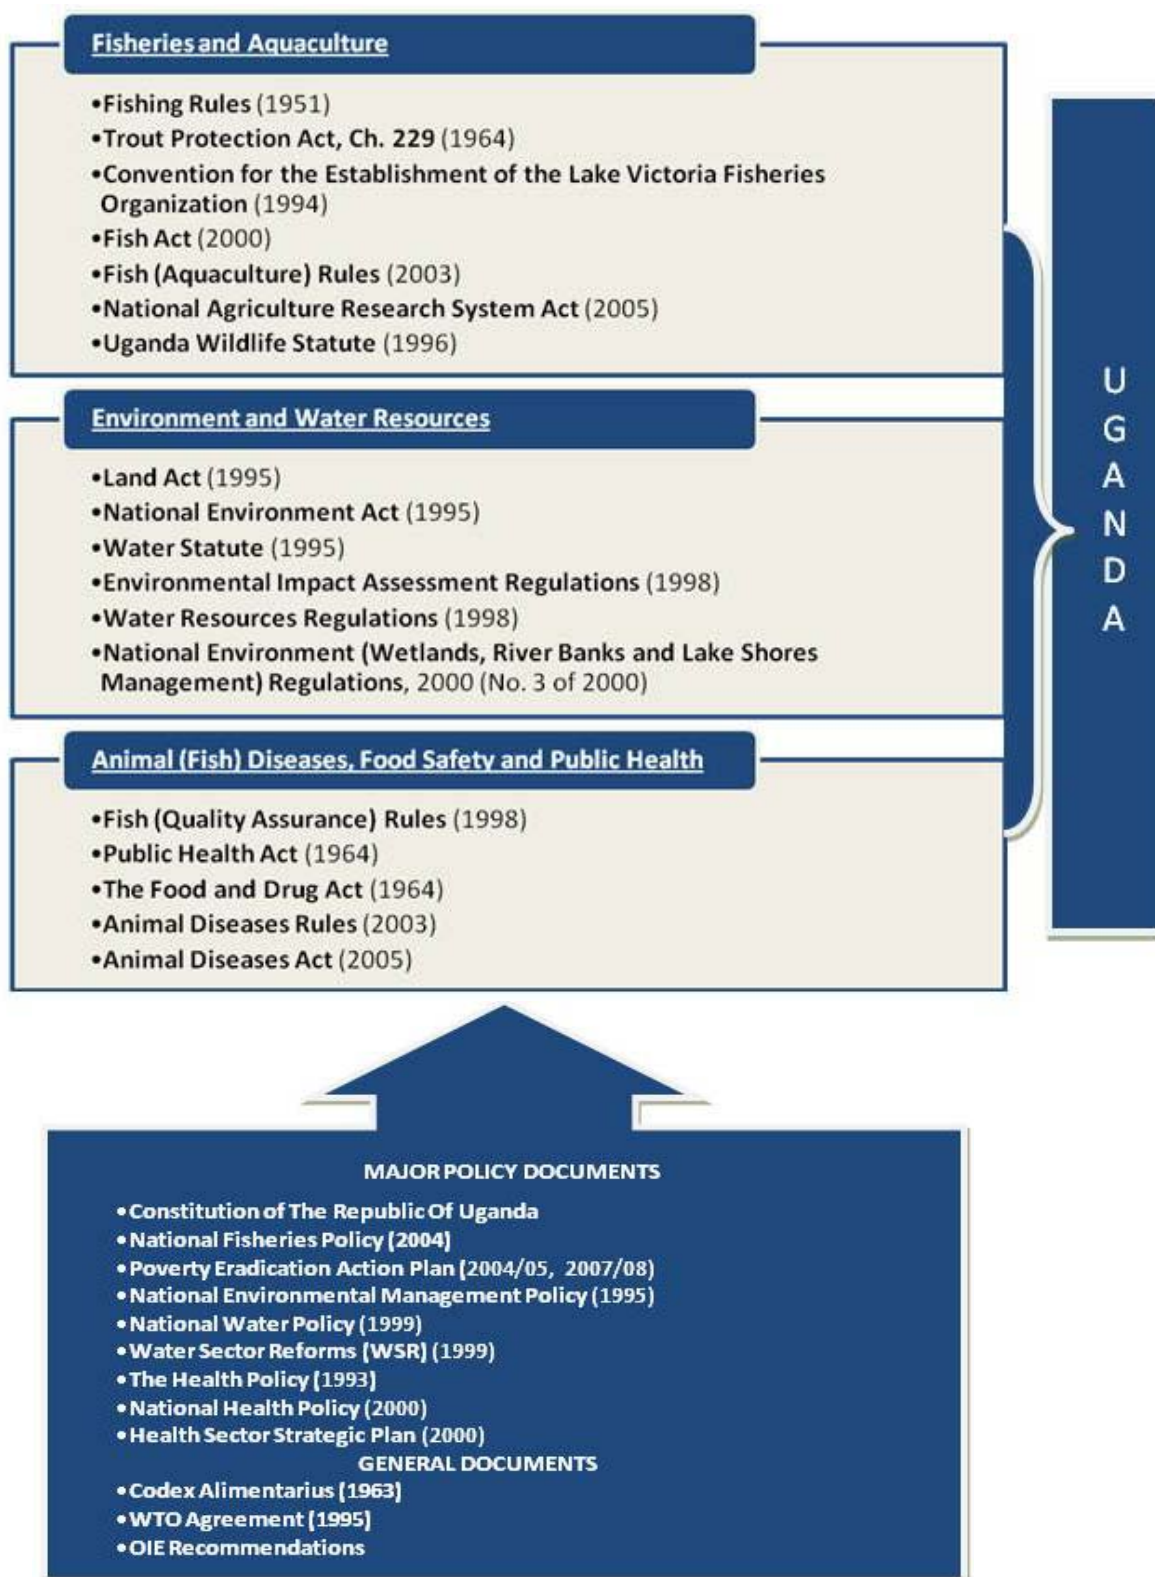 Fisheries and Aquaculture
•Fishing Rules (1951)
•Trout Protection Act, Ch. 229 (1964)
•Convention for the Establishment of the Lake Victoria Fisheries
Organization (1994)
•Fish Act (2000)
•Fish (Aquaculture) Rules (2003)
•National Agriculture Research System Act (2005)
•Uganda Wildlife Statute (1996)
Environment and Water Resources
•Land Act (1995)
•National Environment Act (1995)
•Water Statute (1995)
•Environmental Impact Assessment Regulations (1998)
•Water Resources Regulations (1998)
•National Environment (Wetlands, River Banks and Lake Shores
Management) Regulations, 2000 (No. 3 of 2000)
Animal (Fish) Diseases, Food Safety and Public Health
•Fish (Quality Assurance) Rules (1998)
•Public Health Act (1964)
•The Food and Drug Act (1964)
•Animal Diseases Rules (2003)
•Animal Diseases Act (2005)
U
G
A
N
D
A
MAJOR POLICY DOCUMENTS
•Constitution of The Republic Of Uganda
•National Fisheries Policy (2004)
•Poverty Eradication Action Plan (2004/05, 2007/08)
•National Environmental Management Policy (1995)
•National Water Policy (1999)
•Water Sector Reforms (WSR) (1999)
•The Health Policy (1993)
•National Health Policy (2000)
•Health Sector Strategic Plan (2000)
GENERAL DOCUMENTS
•Codex Alimentarius (1963)
•WTO Agreement (1995)
•OIE Recommendations